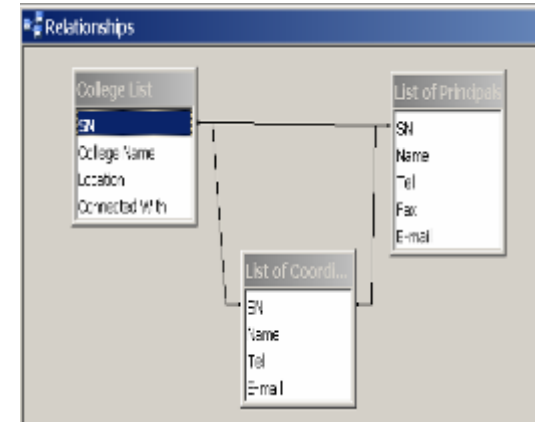 Relationships
College List
SN
College Name
Location
Connected With
List of Principals
SN
Name
Tel
Fax
E-mail
List of Coordi...
SN
Name
Tel
E-mail